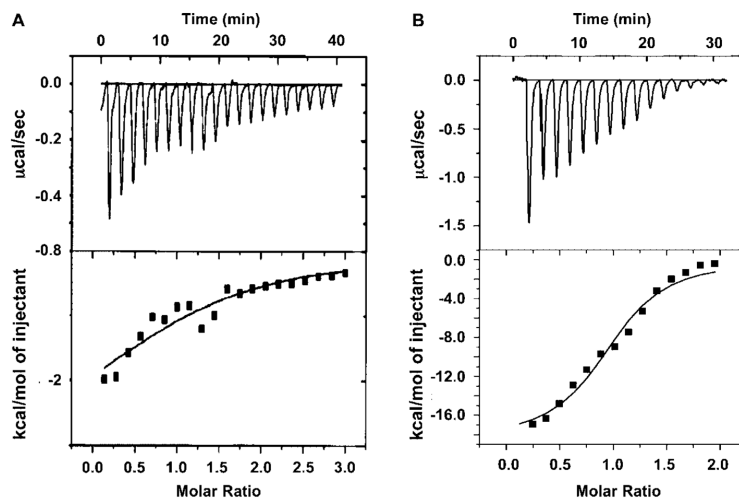 A
Time (min)
0 10 20 30 40
0.0
-0.2
-0.4
-0.8
µcal/sec
-2
kcal/mol of injectant
0.0 0.5 1.0 1.5 2.0 2.5 3.0
Molar Ratio
B
Time (min)
0 10 20 30
0.0
-0.5
-1.0
-1.5
µcal/sec
0.0
-4.0
-8.0
-12.0
-16.0
kcal/mol of injectant
0.0 0.5 1.0 1.5 2.0
Molar Ratio